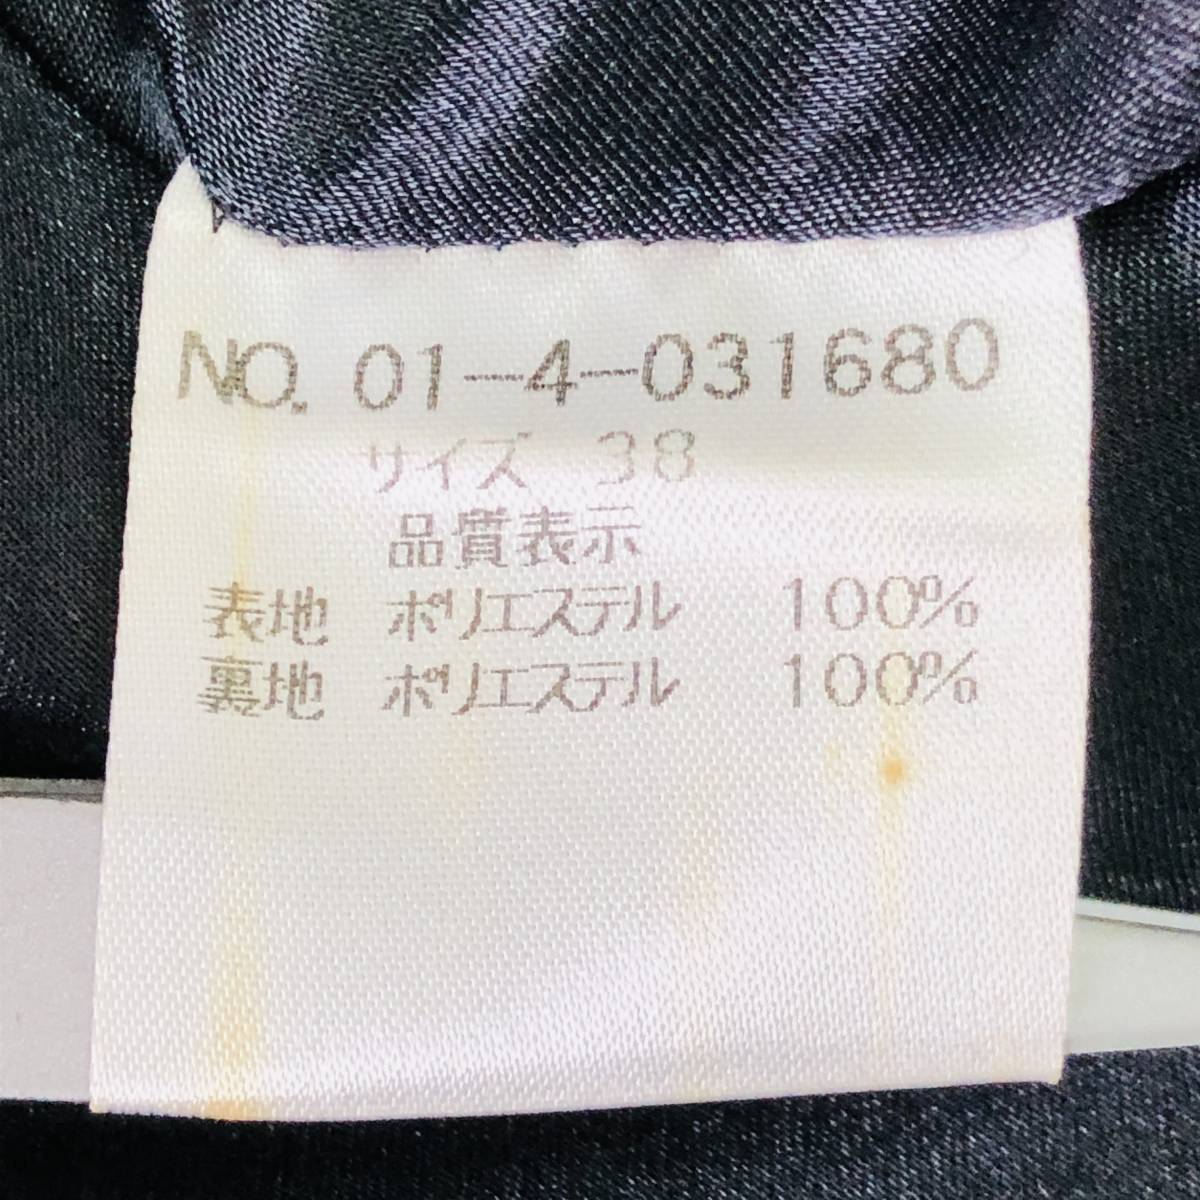 NO. 01-4-031680
サイズ 38
品質表示
表地 ポリエステル 100%
裏地 ポリエステル 100%